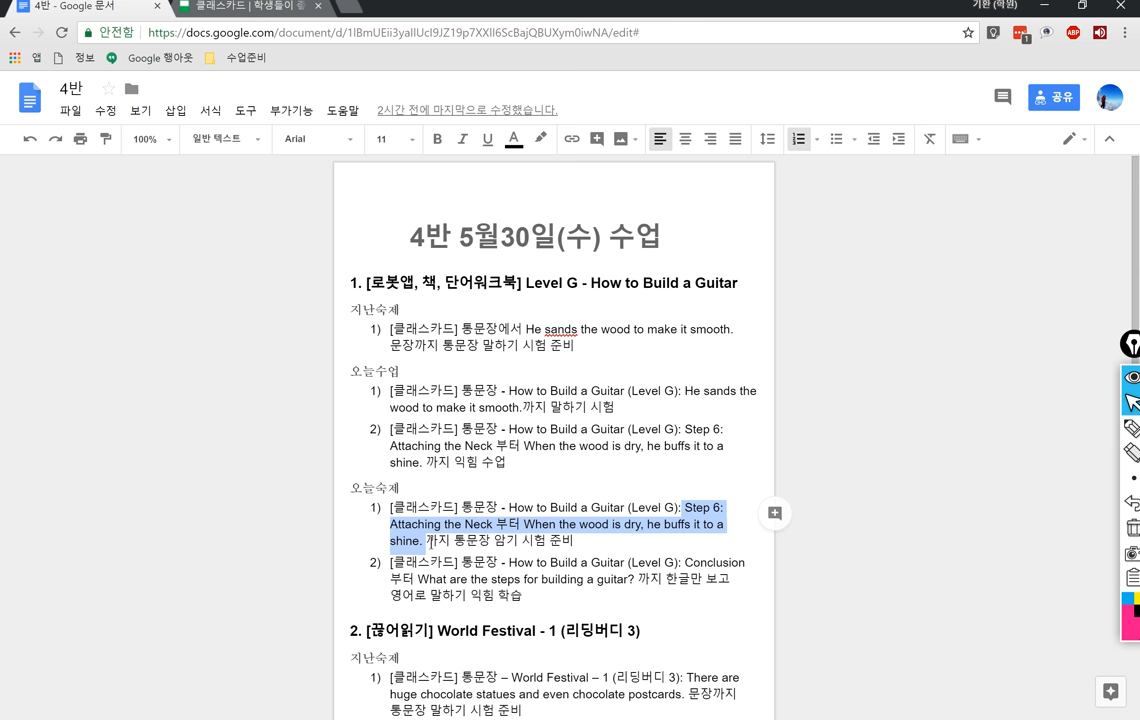 4반 - Google 문서
클래스카드 | 학생들이 좋
기환 (학원)
안전함
https://docs.google.com/document/d/1IBmUEii3yaIlUcI9JZ19p7XXII6ScBajQBUXym0iwNA/edit#
1
ABP
앱
정보
Google 행아웃
수업준비
4반
파일 수정 보기 삽입 서식 도구 부가기능 도움말 2시간 전에 마지막으로 수정했습니다.
공유
100% 일반 텍스트 Arial 11 B I U A
4반 5월30일(수) 수업
1. [로봇앱, 책, 단어워크북] Level G - How to Build a Guitar
지난숙제
1) [클래스카드] 통문장에서 He sands the wood to make it smooth.
문장까지 통문장 말하기 시험 준비
오늘수업
1) [클래스카드] 통문장 - How to Build a Guitar (Level G): He sands the
wood to make it smooth.까지 말하기 시험
2) [클래스카드] 통문장 - How to Build a Guitar (Level G): Step 6:
Attaching the Neck 부터 When the wood is dry, he buffs it to a
shine. 까지 익힘 수업
오늘숙제
1) [클래스카드] 통문장 - How to Build a Guitar (Level G): Step 6:
Attaching the Neck 부터 When the wood is dry, he buffs it to a
shine. 까지 통문장 암기 시험 준비
2) [클래스카드] 통문장 - How to Build a Guitar (Level G): Conclusion
부터 What are the steps for building a guitar? 까지 한글만 보고
영어로 말하기 익힘 학습
2. [끊어읽기] World Festival - 1 (리딩버디 3)
지난숙제
1) [클래스카드] 통문장 – World Festival – 1 (리딩버디 3): There are
huge chocolate statues and even chocolate postcards. 문장까지
통문장 말하기 시험 준비